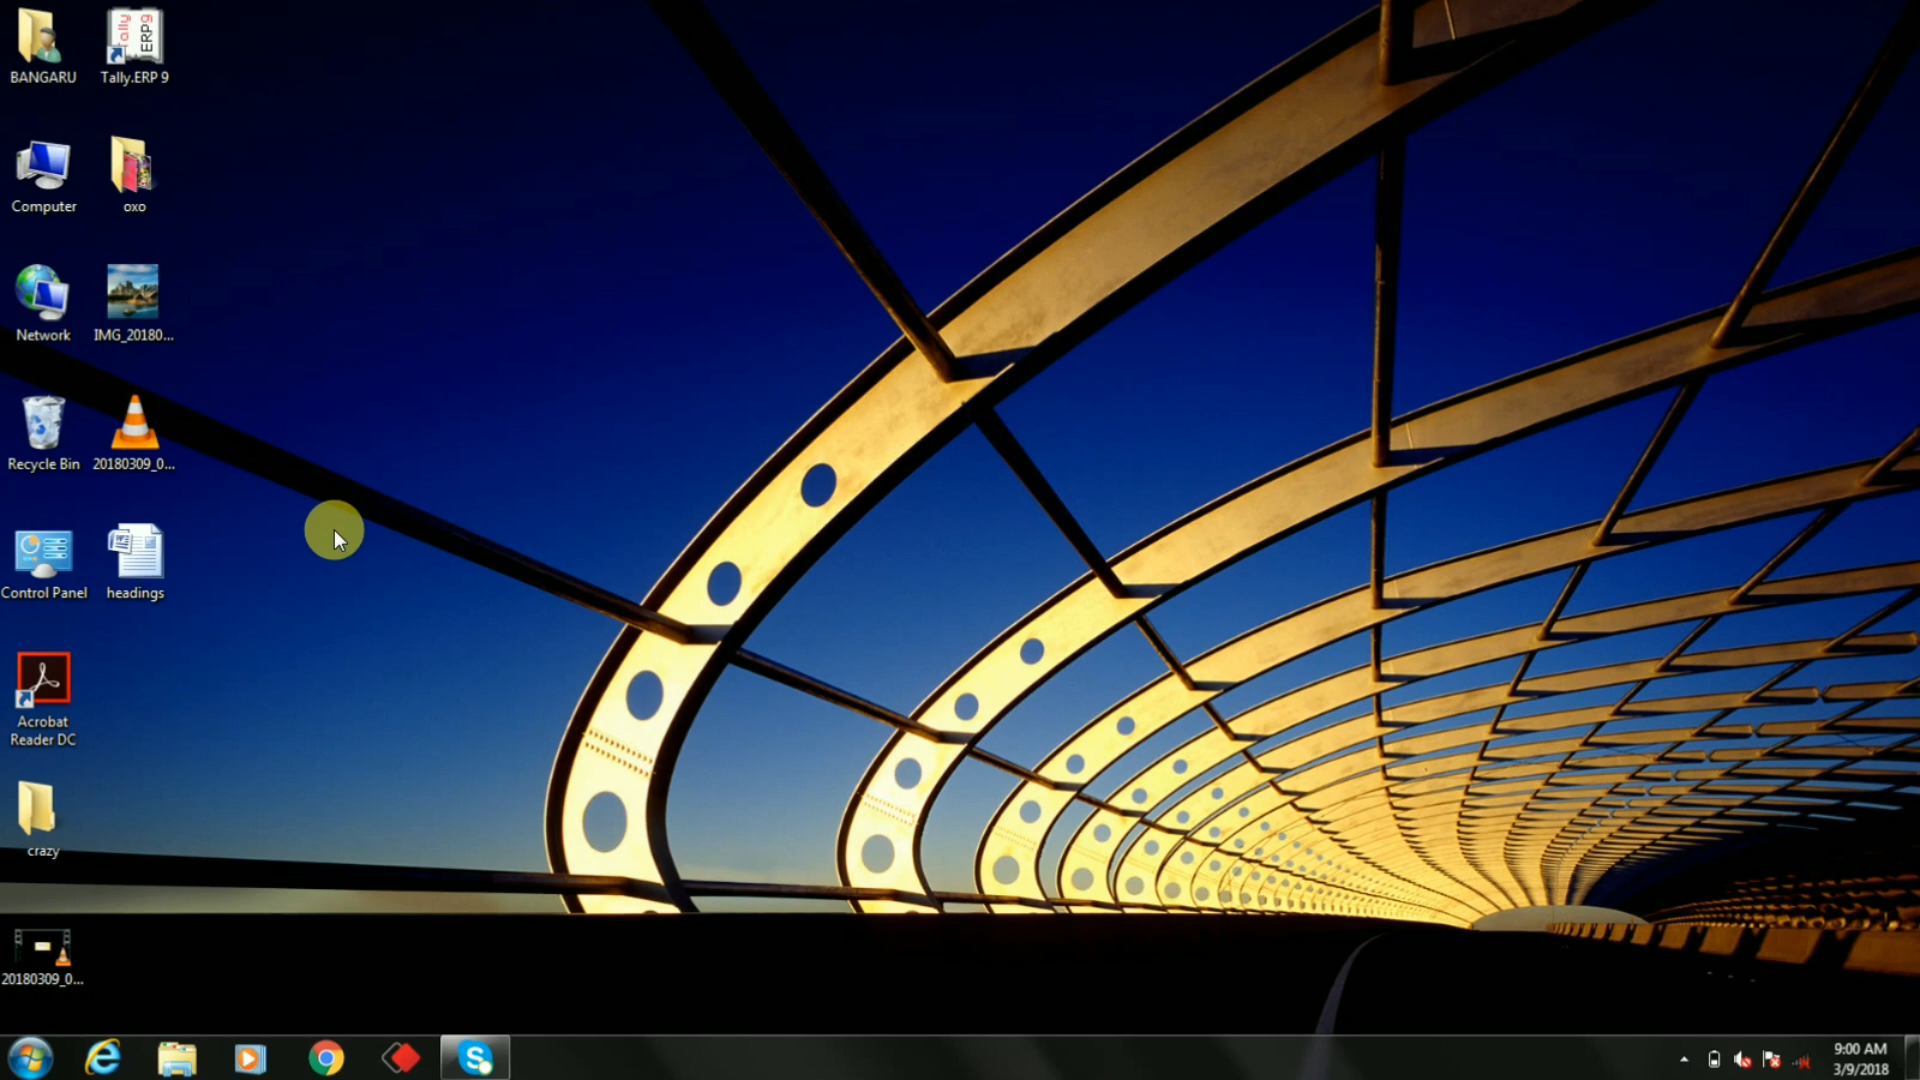 BANGARU
Tally.ERP 9
Computer
oxo
Network
IMG_20180...
Recycle Bin
20180309_0...
Control Panel
headings
Acrobat
Reader DC
crazy
20180309_0...
9:00 AM
3/9/2018